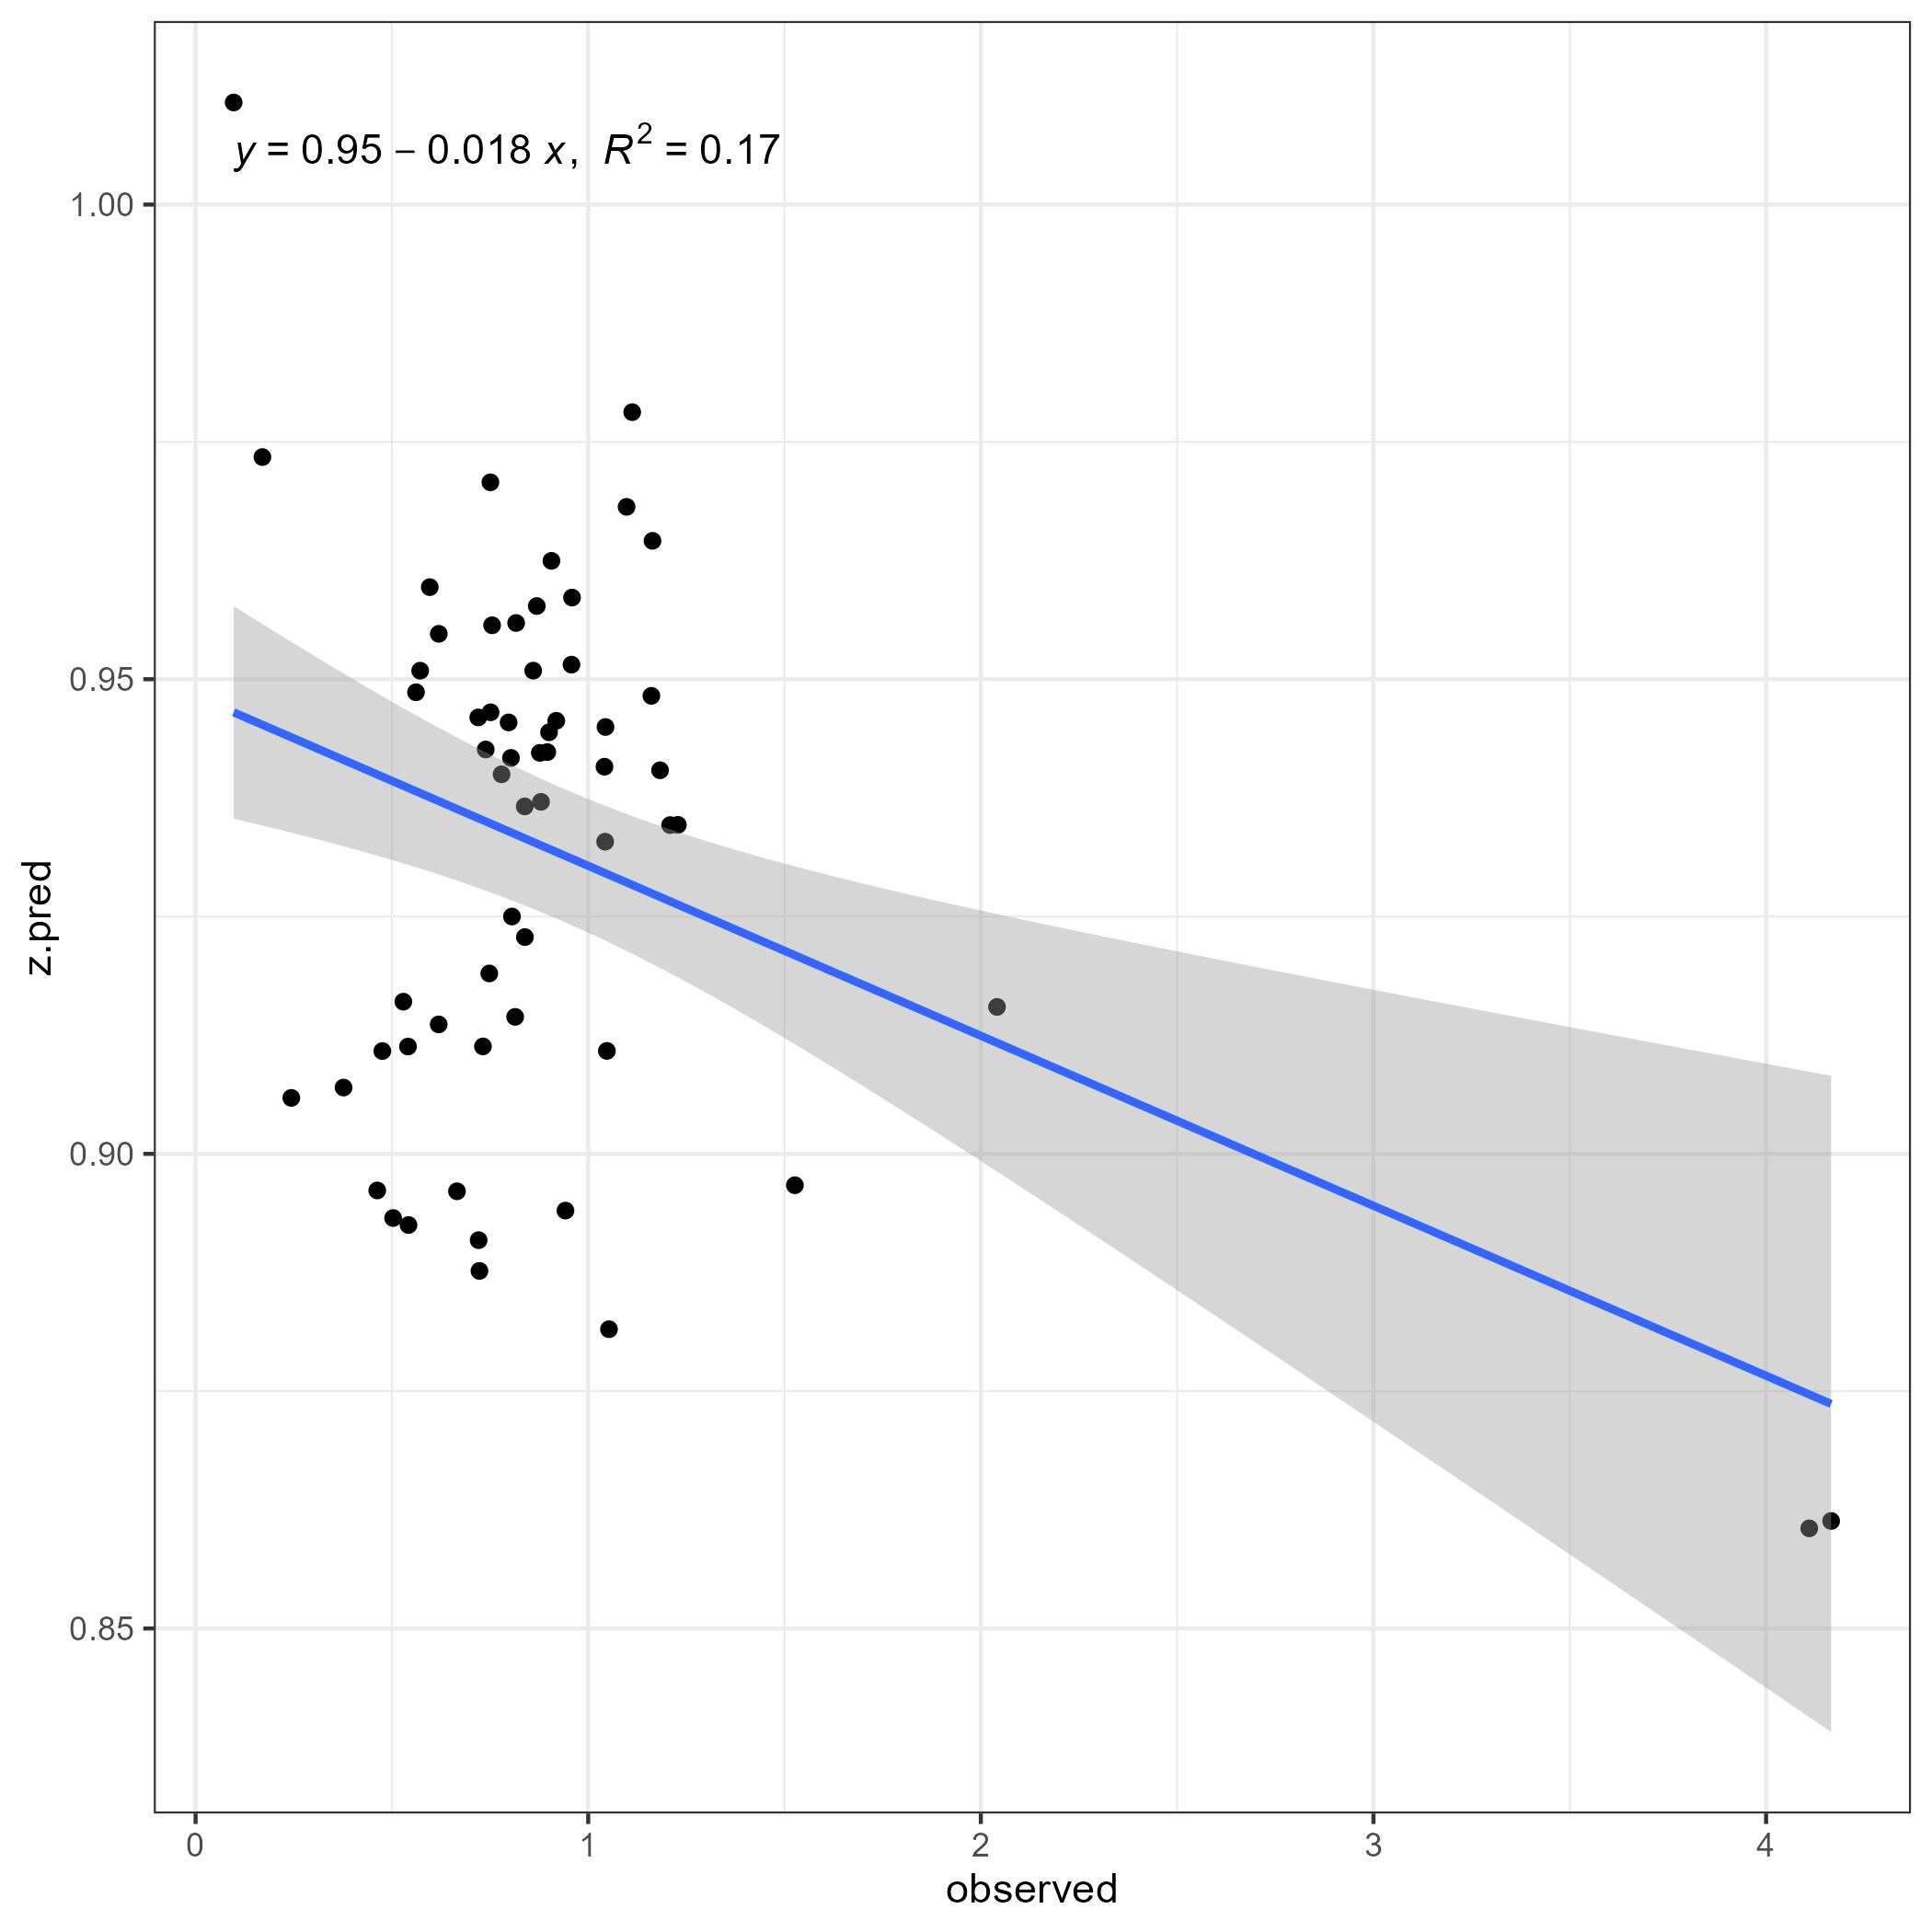 y = 0.95 − 0.018 x, R² = 0.17
1.00
0.95
0.90
0.85
z.pred
0 1 2 3 4
observed